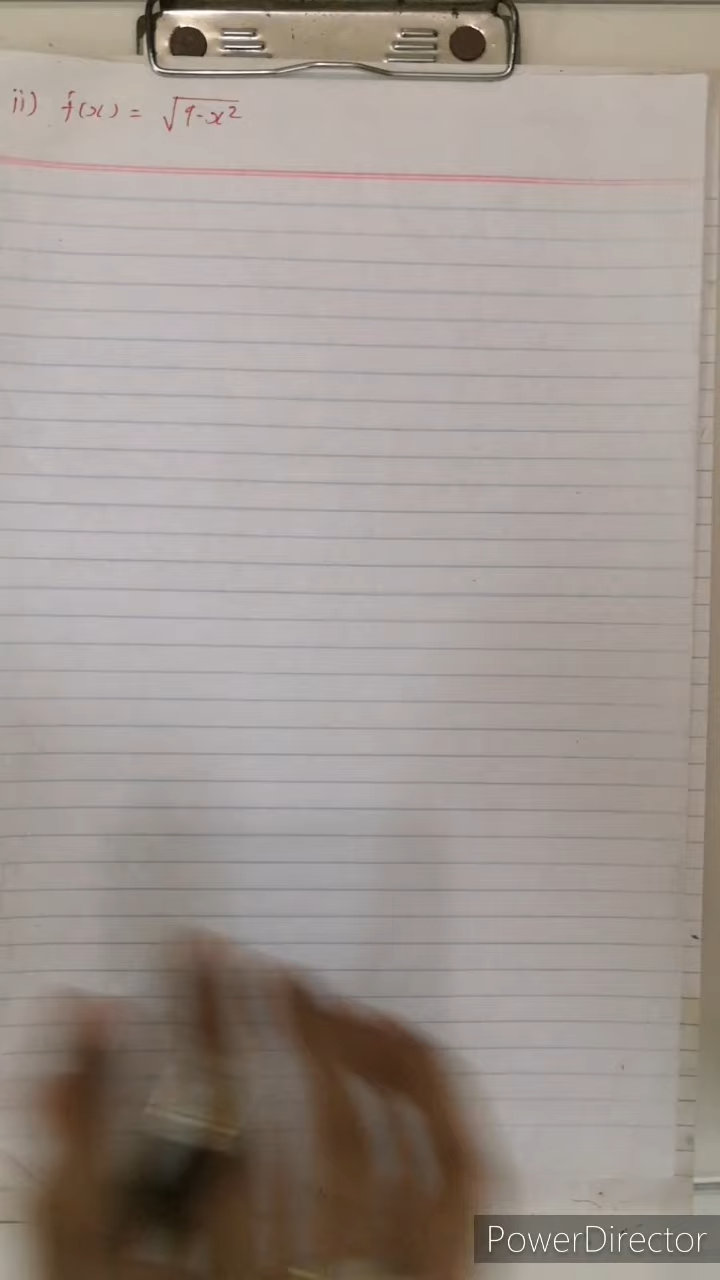 ii) f(x) = √9-x²
PowerDirector